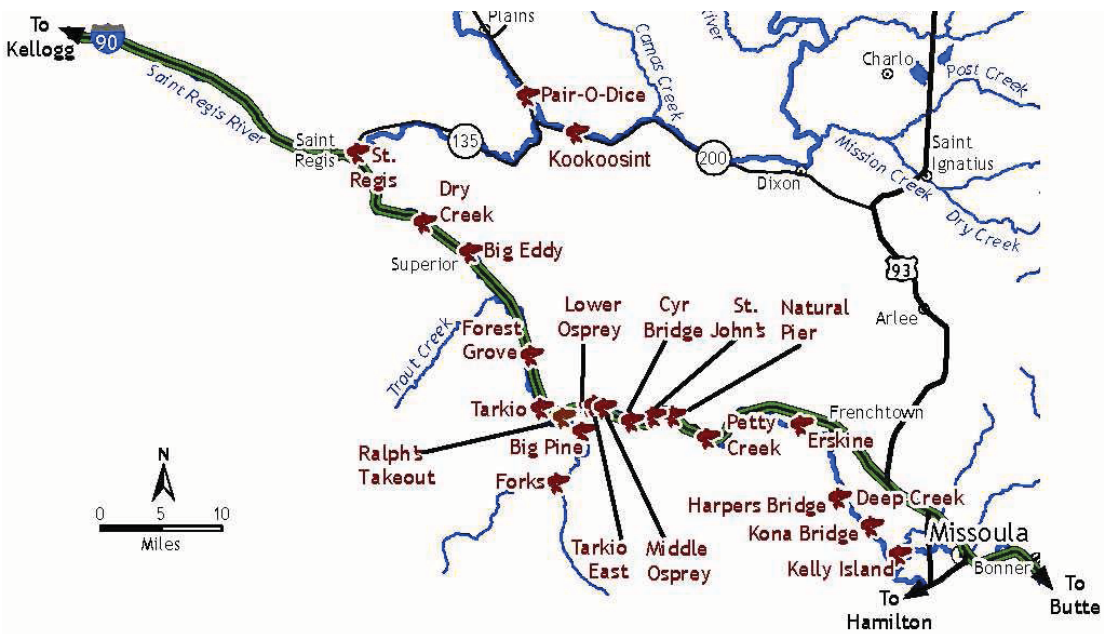 To
Kellogg
90
Saint Regis River
Plains
Camas Creek
River
Charlo
Post Creek
Pair-O-Dice
135
Kookoosint
200
Dixon
Mission Creek
Saint
Ignatius
Dry Creek
Saint
Regis
St.
Regis
Dry
Creek
Big Eddy
Superior
93
Arlee
Lower
Osprey
Cyr
Bridge
St.
John's
Natural
Pier
Forest
Grove
Trout Creek
Tarkio
Ralph's
Takeout
Big Pine
Forks
Petty
Creek
Frenchtown
Erskine
Harpers Bridge
Deep Creek
Kona Bridge
Missoula
Kelly Island
Bonner
Tarkio
East
Middle
Osprey
To
Hamilton
To
Butte
N
0 5 10
Miles